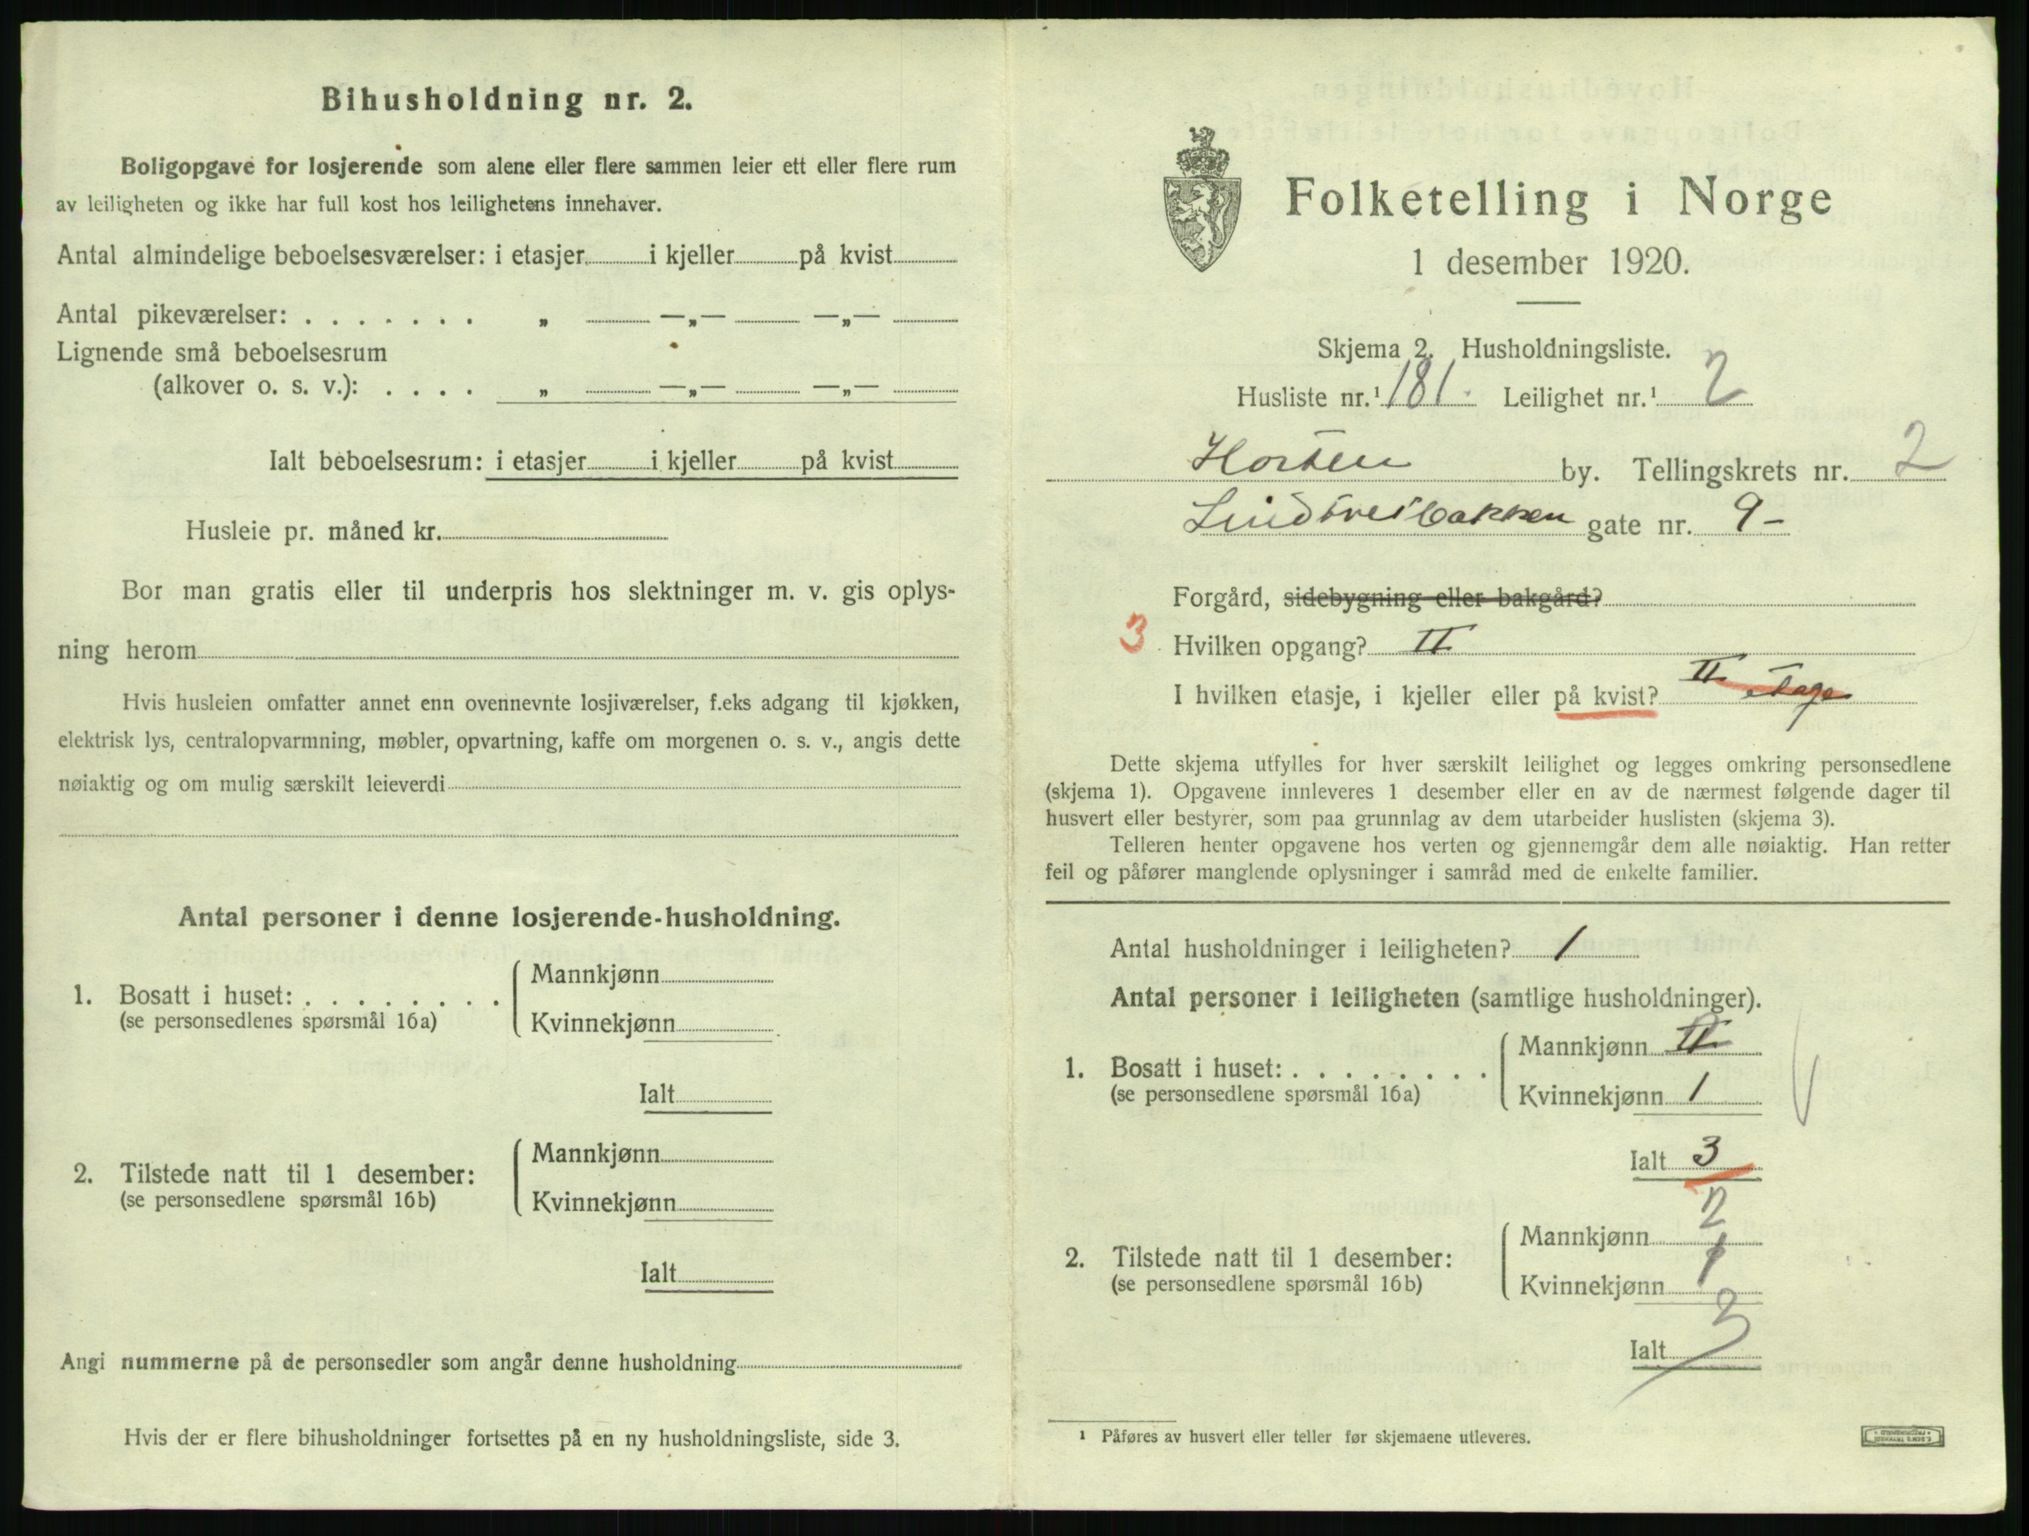 Bihusholdning nr. 2.
Boligopgave for losjerende som alene eller flere sammen leier ett eller flere rum
av leiligheten og ikke har full kost hos leilighetens innehaver.
Antal almindelige beboelsesværelser: i etasjer i kjeller på kvist
Antal pikeværelser: . . . . . . . „ —„— —„—
Lignende små beboelsesrum
(alkover o. s. v.): . . . . „ —„— —„—
Ialt beboelsesrum: i etasjer i kjeller på kvist
Husleie pr. måned kr.
Bor man gratis eller til underpris hos slektninger m. v. gis oplys-
ning herom
Hvis husleien omfatter annet enn ovennevnte losjiværelser, f.eks adgang til kjøkken,
elektrisk lys, centralopvarmning, møbler, opvartning, kaffe om morgenen o. s. v., angis dette
nøiaktig og om mulig særskilt leieverdi
Antal personer i denne losjerende-husholdning.
Mannkjønn
1. Bosatt i huset: . . . . . . . .
(se personsedlenes spørsmål 16a)
Kvinnekjønn
Ialt
Mannkjønn
2. Tilstede natt til 1 desember:
(se personsedlene spørsmål 16b)
Kvinnekjønn
Ialt
Angi nummerne på de personsedler som angår denne husholdning
Hvis der er flere bihusholdninger fortsettes på en ny husholdningsliste, side 3.
Folketelling i Norge
1 desember 1920.
Skjema 2. Husholdningsliste.
Husliste nr.¹ 181. Leilighet nr.¹ 2
Horten by. Tellingskrets nr. 2
gate nr. 9-
Forgård, sidebygning eller bakgård?
3 Hvilken opgang? II
I hvilken etasje, i kjeller eller på kvist? II etage
Dette skjema utfylles for hver særskilt leilighet og legges omkring personsedlene
(skjema 1). Opgavene innleveres 1 desember eller en av de nærmest følgende dager til
husvert eller bestyrer, som paa grunnlag av dem utarbeider huslisten (skjema 3).
Telleren henter opgavene hos verten og gjennemgår dem alle nøiaktig. Han retter
feil og påfører manglende oplysninger i samråd med de enkelte familier.
Antal husholdninger i leiligheten? 1
Antal personer i leiligheten (samtlige husholdninger).
Mannkjønn II
1. Bosatt i huset: . . . . . . . .
(se personsedlene spørsmål 16a)
Kvinnekjønn 1
Ialt 3
Mannkjønn 2
2. Tilstede natt til 1 desember:
(se personsedlene spørsmål 16b)
Kvinnekjønn 1
Ialt 3
¹ Påføres av husvert eller teller før skjemaene utleveres.